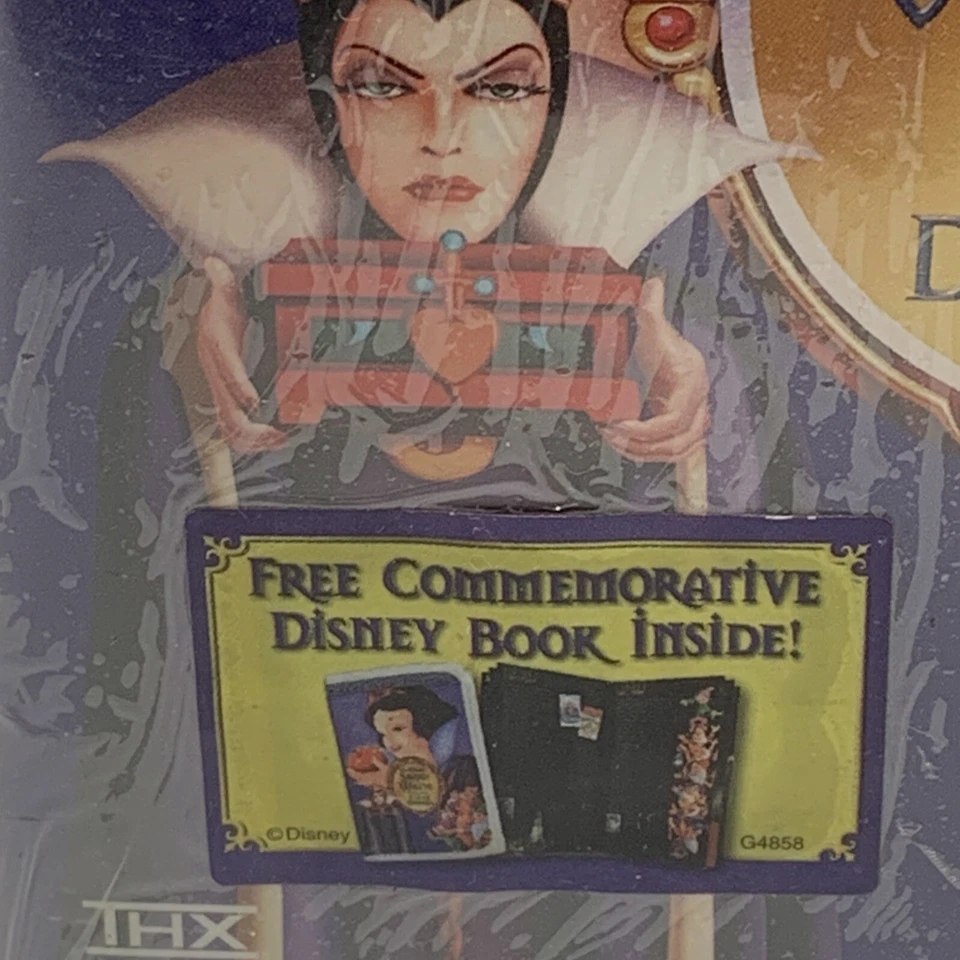 D
FREE COMMEMORATIVE
DISNEY BOOK INSIDE!
©Disney
G4858
THX